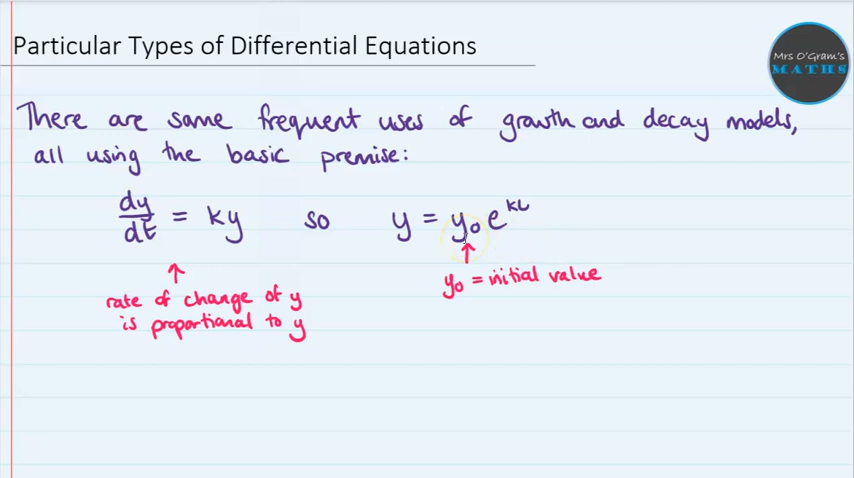 Particular Types of Differential Equations
MRS O'GRAM'S
MATHS
There are same frequent uses of growth and decay models,
all using the basic premise:
dy/dt = ky so y = y₀e^kt
y₀ = initial value
rate of change of y
is proportional to y